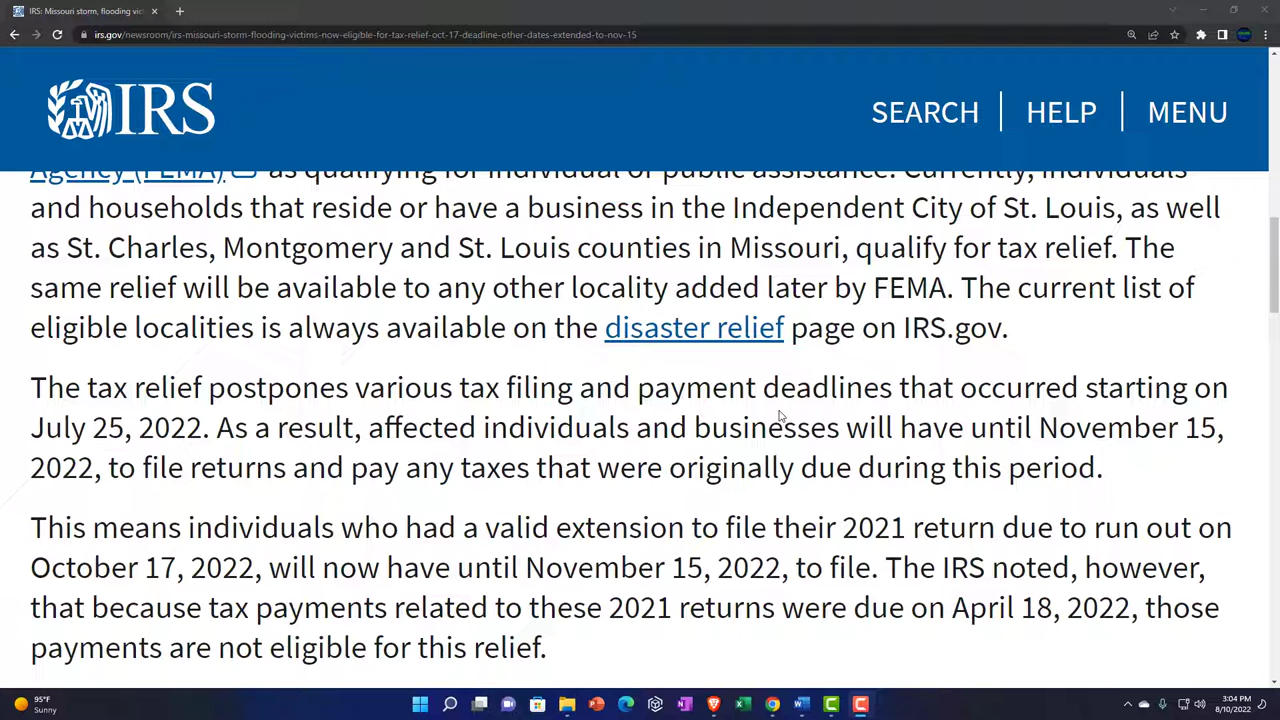 IRS: Missouri storm, flooding vic
irs.gov/newsroom/irs-missouri-storm-flooding-victims-now-eligible-for-tax-relief-oct-17-deadline-other-dates-extended-to-nov-15
IRS
SEARCH
HELP
MENU
Agency (FEMA) as qualifying for individual or public assistance. Currently, individuals
and households that reside or have a business in the Independent City of St. Louis, as well
as St. Charles, Montgomery and St. Louis counties in Missouri, qualify for tax relief. The
same relief will be available to any other locality added later by FEMA. The current list of
eligible localities is always available on the disaster relief page on IRS.gov.
The tax relief postpones various tax filing and payment deadlines that occurred starting on
July 25, 2022. As a result, affected individuals and businesses will have until November 15,
2022, to file returns and pay any taxes that were originally due during this period.
This means individuals who had a valid extension to file their 2021 return due to run out on
October 17, 2022, will now have until November 15, 2022, to file. The IRS noted, however,
that because tax payments related to these 2021 returns were due on April 18, 2022, those
payments are not eligible for this relief.
95°F
Sunny
3:04 PM
8/10/2022